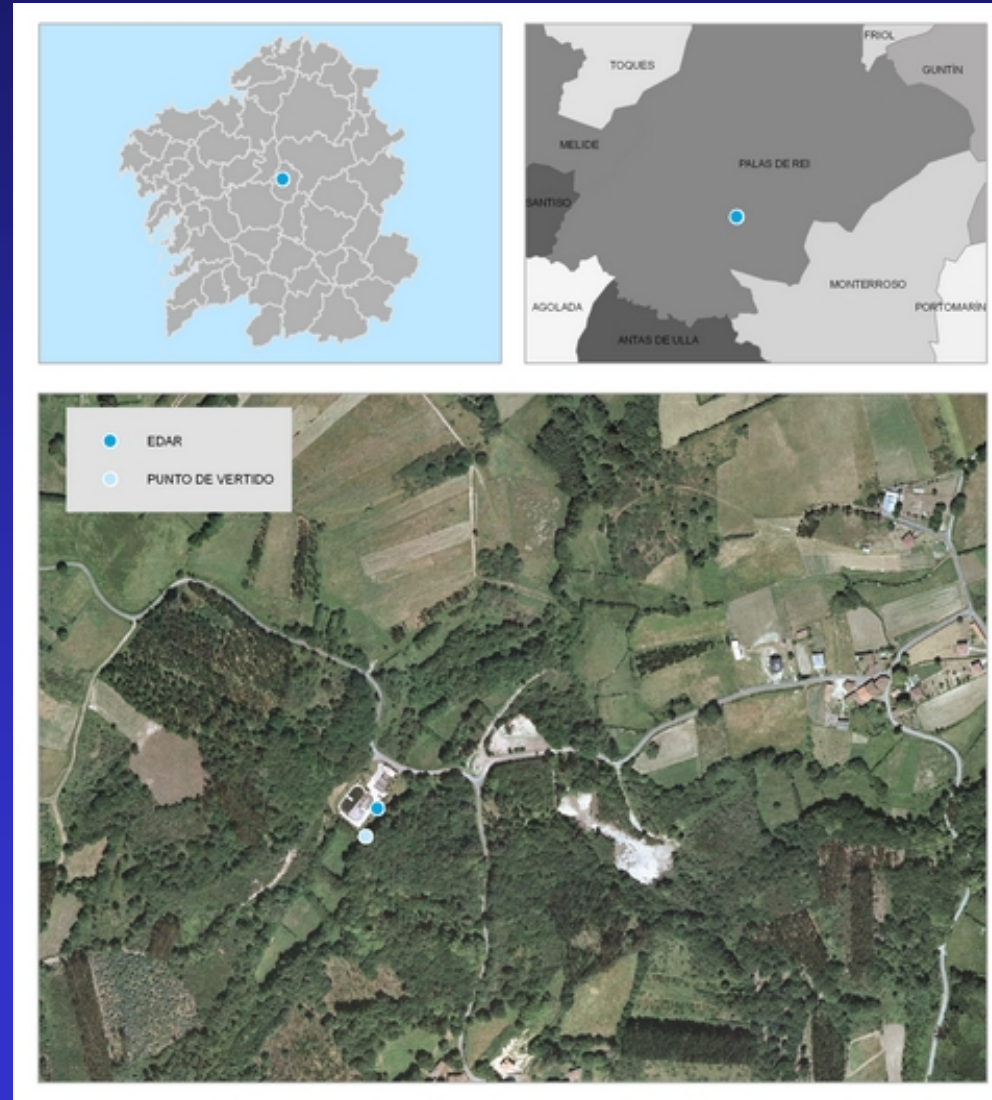 FRIOL
TOQUES
GUNTÍN
MELIDE
PALAS DE REI
SANTISO
MONTERROSO
AGOLADA
PORTOMARÍN
ANTAS DE ULLA
EDAR
PUNTO DE VERTIDO